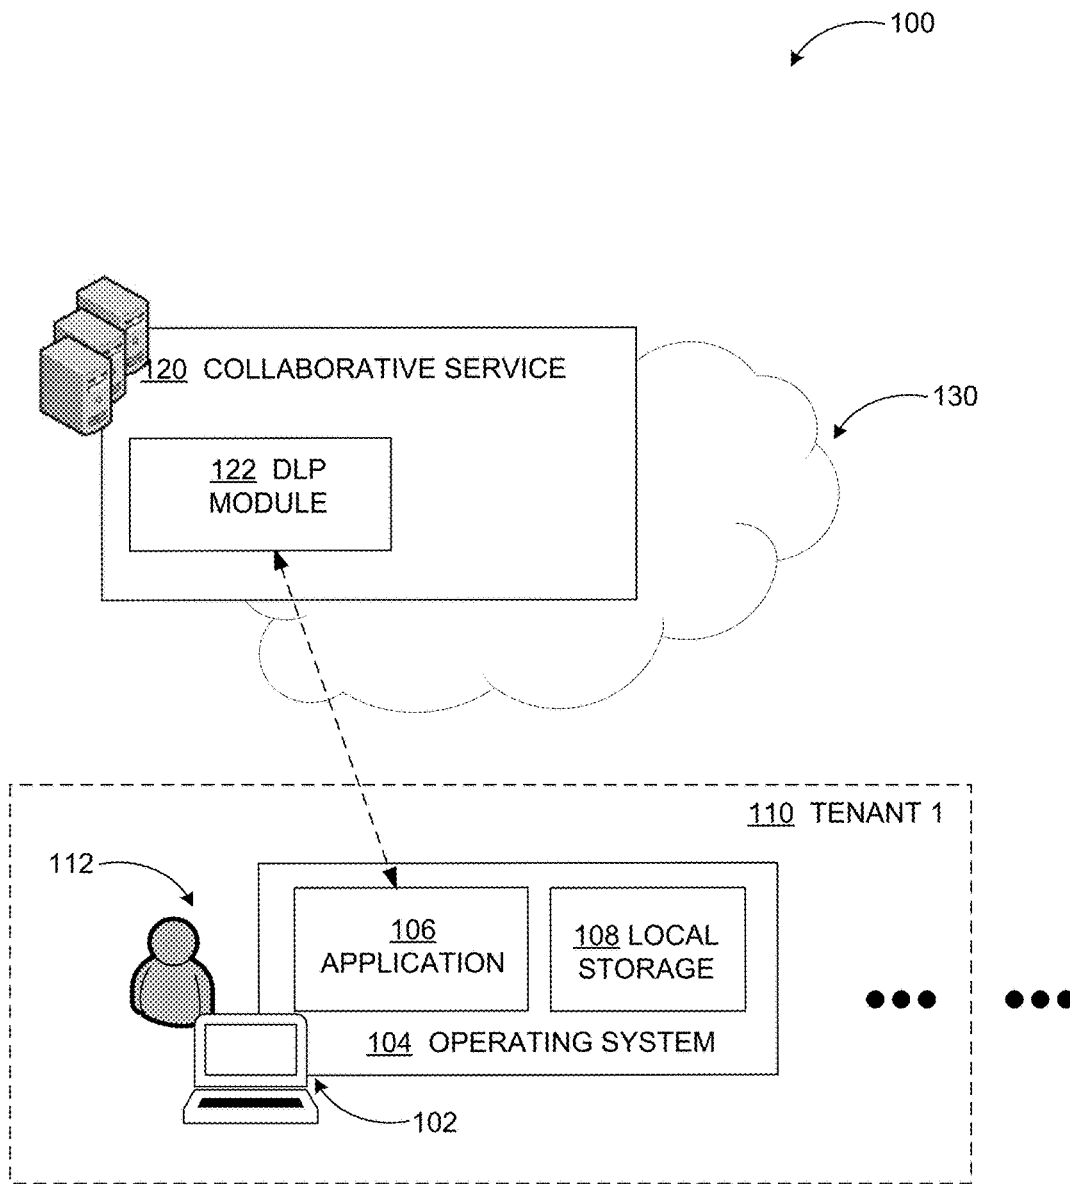 100
120 COLLABORATIVE SERVICE
130
122 DLP
MODULE
110 TENANT 1
112
106
APPLICATION
108 LOCAL
STORAGE
104 OPERATING SYSTEM
102